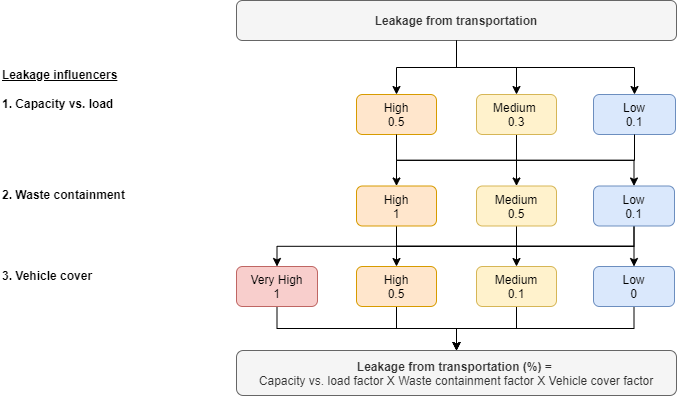 Leakage from transportation
Leakage influencers
1. Capacity vs. load
High
0.5
Medium
0.3
Low
0.1
2. Waste containment
High
1
Medium
0.5
Low
0.1
3. Vehicle cover
Very High
1
High
0.5
Medium
0.1
Low
0
Leakage from transportation (%) =
Capacity vs. load factor X Waste containment factor X Vehicle cover factor